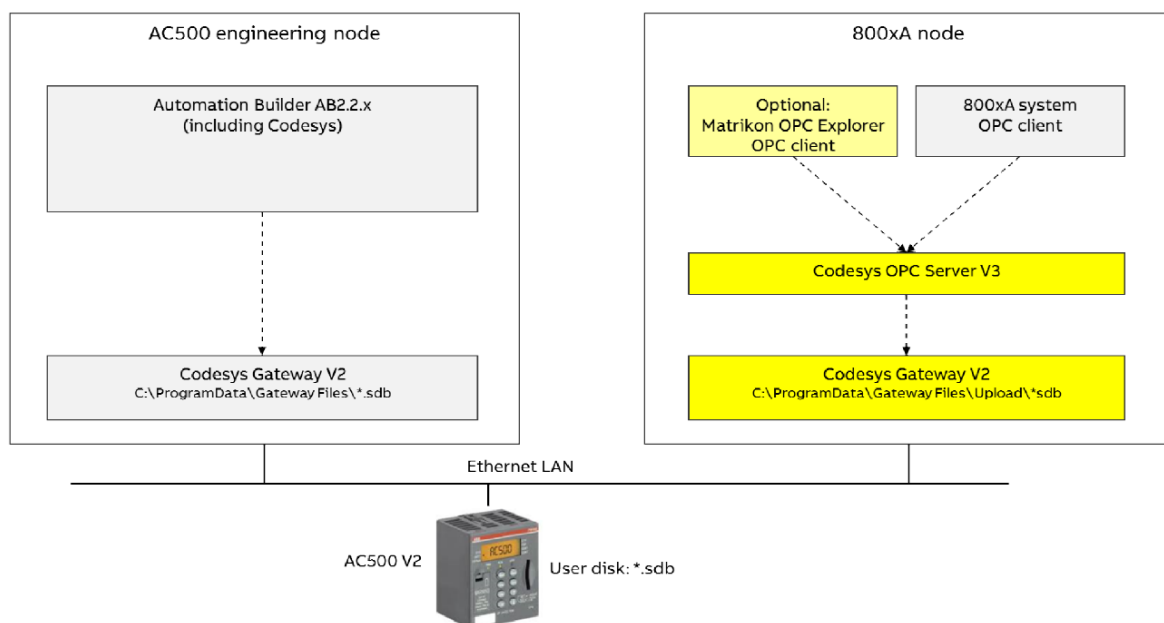 AC500 engineering node
Automation Builder AB2.2.x
(including Codesys)
Codesys Gateway V2
C:\ProgramData\Gateway Files\*.sdb
800xA node
Optional:
Matrikon OPC Explorer
OPC client
800xA system
OPC client
Codesys OPC Server V3
Codesys Gateway V2
C:\ProgramData\Gateway Files\Upload\*sdb
Ethernet LAN
AC500 V2
AC500
User disk: *.sdb